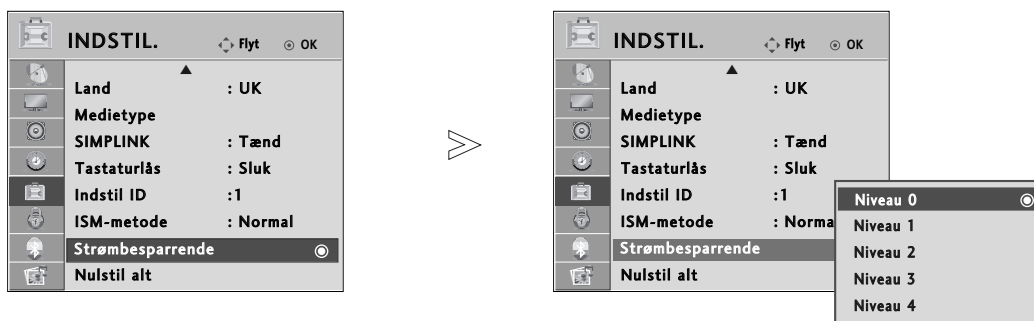 INDSTIL.
Flyt
OK
Land : UK
Medietype
SIMPLINK : Tænd
Tastaturlås : Sluk
Indstil ID :1
ISM-metode : Normal
Strømbesparrende
Nulstil alt
INDSTIL.
Flyt
OK
Land : UK
Medietype
SIMPLINK : Tænd
Tastaturlås : Sluk
Indstil ID :1
ISM-metode : Norma
Strømbesparrende
Nulstil alt
Niveau 0
Niveau 1
Niveau 2
Niveau 3
Niveau 4